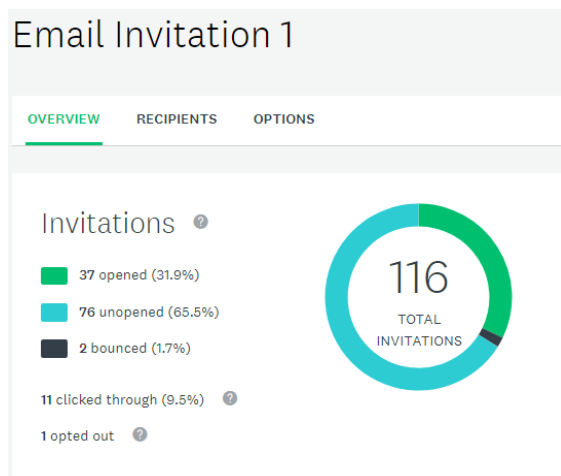 Email Invitation 1
OVERVIEW RECIPIENTS OPTIONS
Invitations ?
37 opened (31.9%)
76 unopened (65.5%)
2 bounced (1.7%)
11 clicked through (9.5%) ?
1 opted out ?
116
TOTAL
INVITATIONS